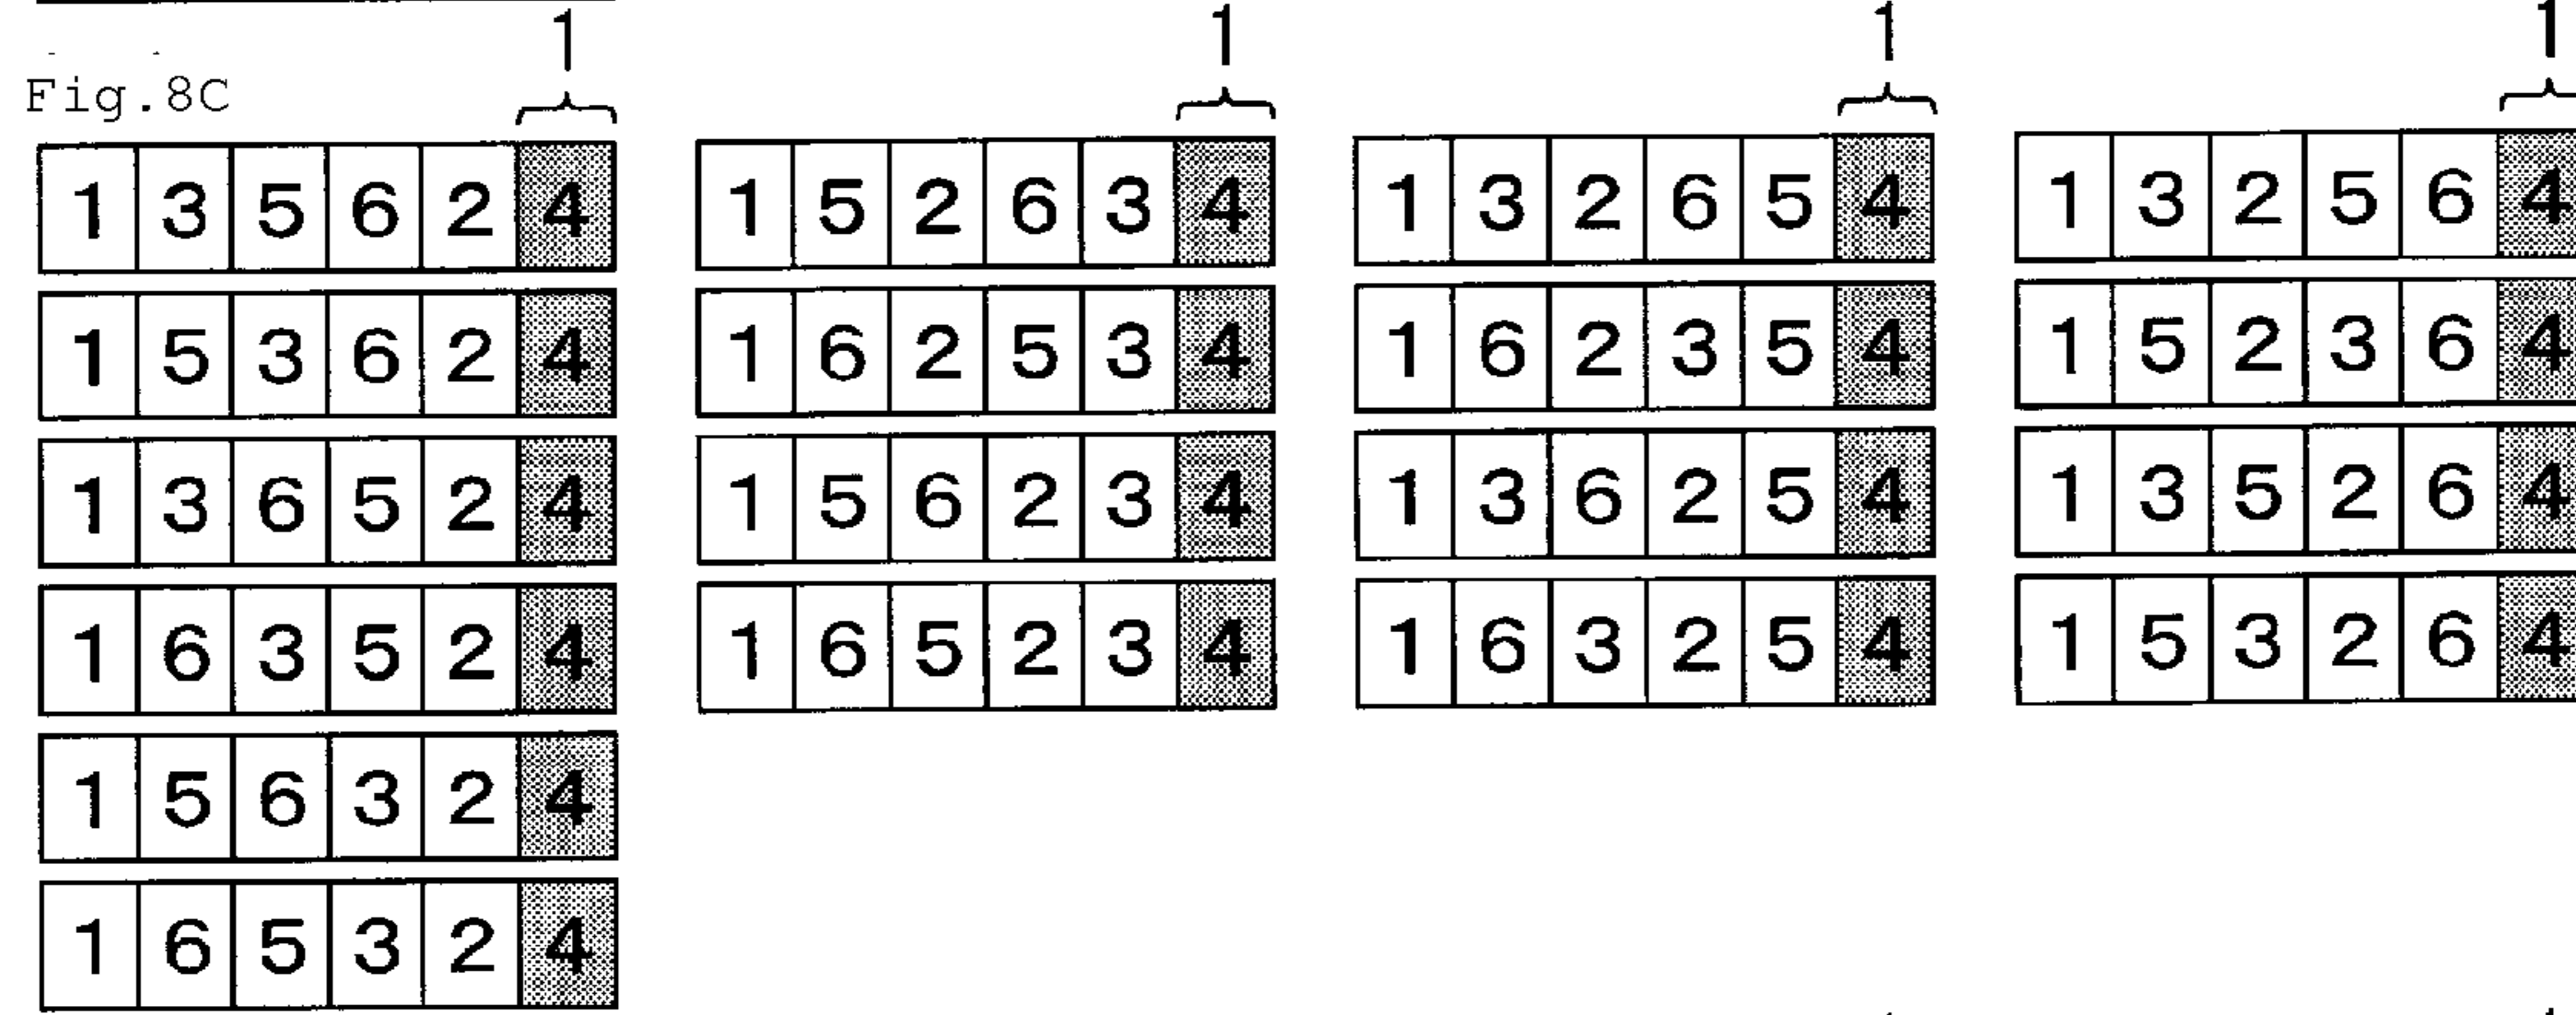 1 1 1 1
Fig.8C
1 3 5 6 2 4 1 5 2 6 3 4 1 3 2 6 5 4 1 3 2 5 6 4
1 5 3 6 2 4 1 6 2 5 3 4 1 6 2 3 5 4 1 5 2 3 6 4
1 3 6 5 2 4 1 5 6 2 3 4 1 3 6 2 5 4 1 3 5 2 6 4
1 6 3 5 2 4 1 6 5 2 3 4 1 6 3 2 5 4 1 5 3 2 6 4
1 5 6 3 2 4
1 6 5 3 2 4